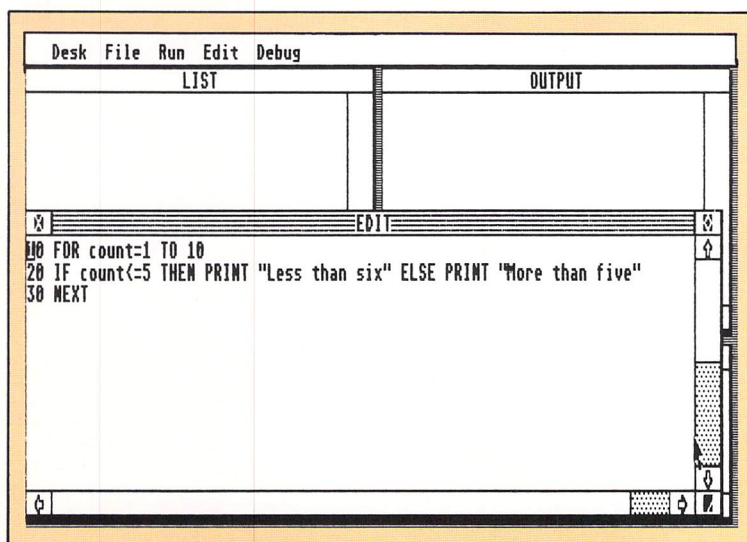 Desk File Run Edit Debug
LIST
OUTPUT
EDIT
10 FOR count=1 TO 10
20 IF count<=5 THEN PRINT "Less than six" ELSE PRINT "More than five"
30 NEXT